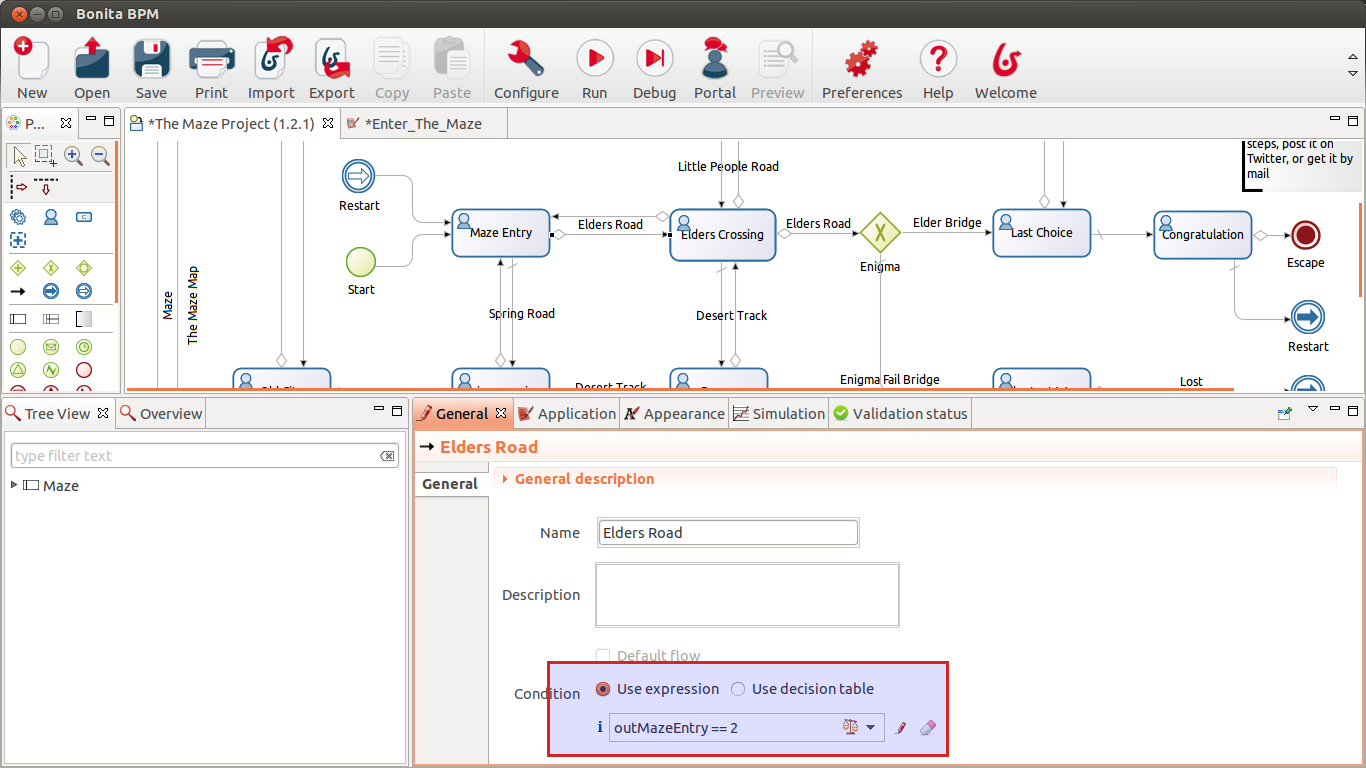 Bonita BPM
New Open Save Print Import Export Copy Paste Configure Run Debug Portal Preview Preferences Help Welcome
P... *The Maze Project (1.2.1) *Enter_The_Maze
steps, post it on
Twitter, or get it by
mail
Little People Road
Restart
Maze Entry
Elders Road
Elders Crossing
Elders Road
Enigma
Elder Bridge
Last Choice
Congratulation
Escape
Start
Maze
The Maze Map
Spring Road
Desert Track
Restart
Desert Track
Enigma Fail Bridge
Lost
Tree View Overview
type filter text
Maze
General Application Appearance Simulation Validation status
Elders Road
General
General description
Name Elders Road
Description
Default flow
Condition Use expression Use decision table
outMazeEntry == 2